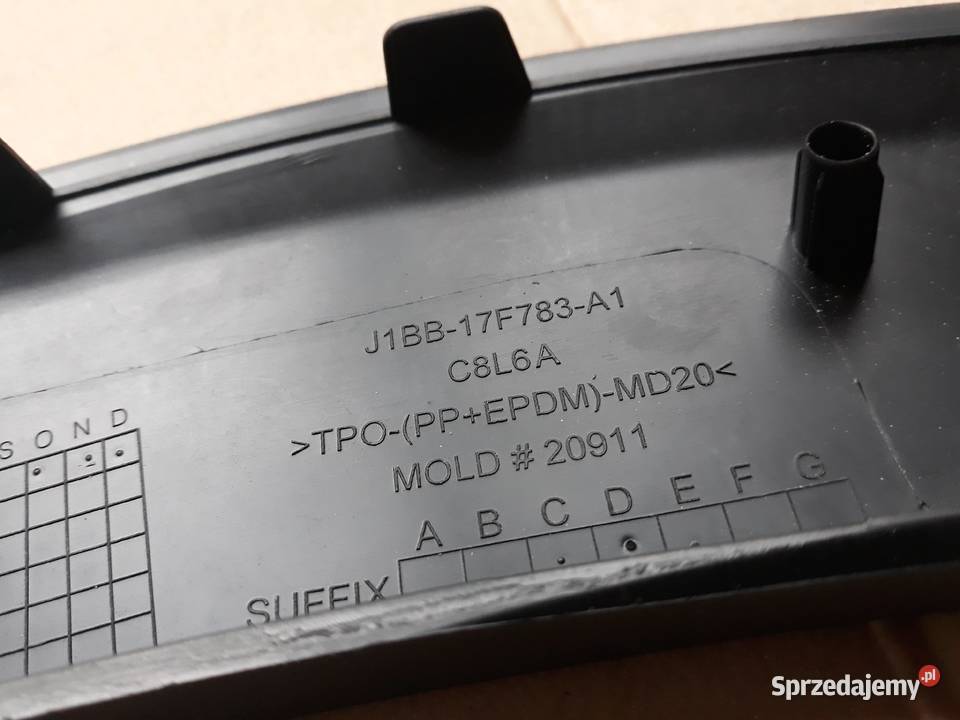 J1BB-17F783-A1
C8L6A
>TPO-(PP+EPDM)-MD20<
MOLD # 20911
S O N D
A B C D E F G
SUFFIX
Sprzedajemy.pl